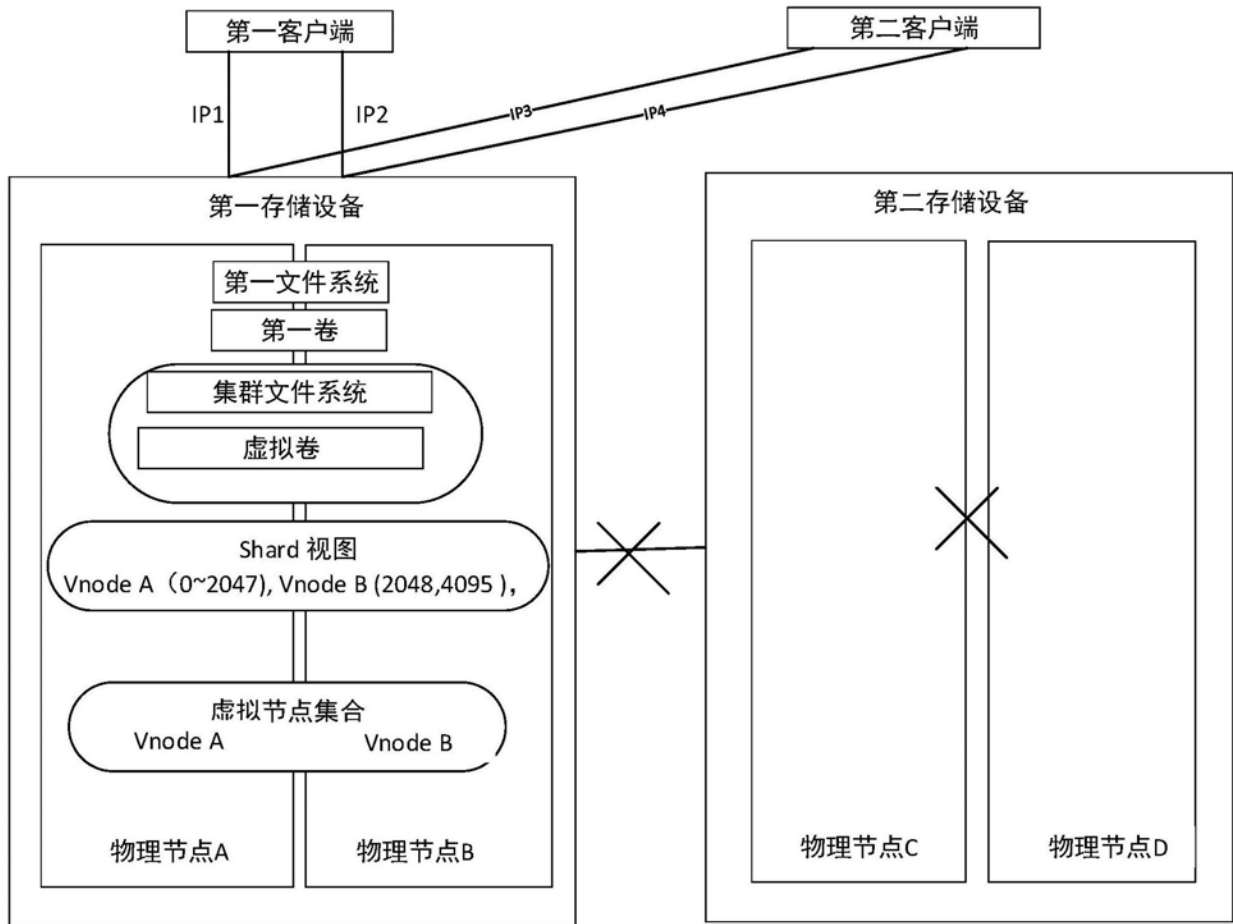 第一客户端
第二客户端
IP1
IP2
IP3
IP4
第一存储设备
第二存储设备
第一文件系统
第一卷
集群文件系统
虚拟卷
Shard 视图
Vnode A（0~2047), Vnode B (2048,4095 )，
虚拟节点集合
Vnode A
Vnode B
物理节点A
物理节点B
物理节点C
物理节点D